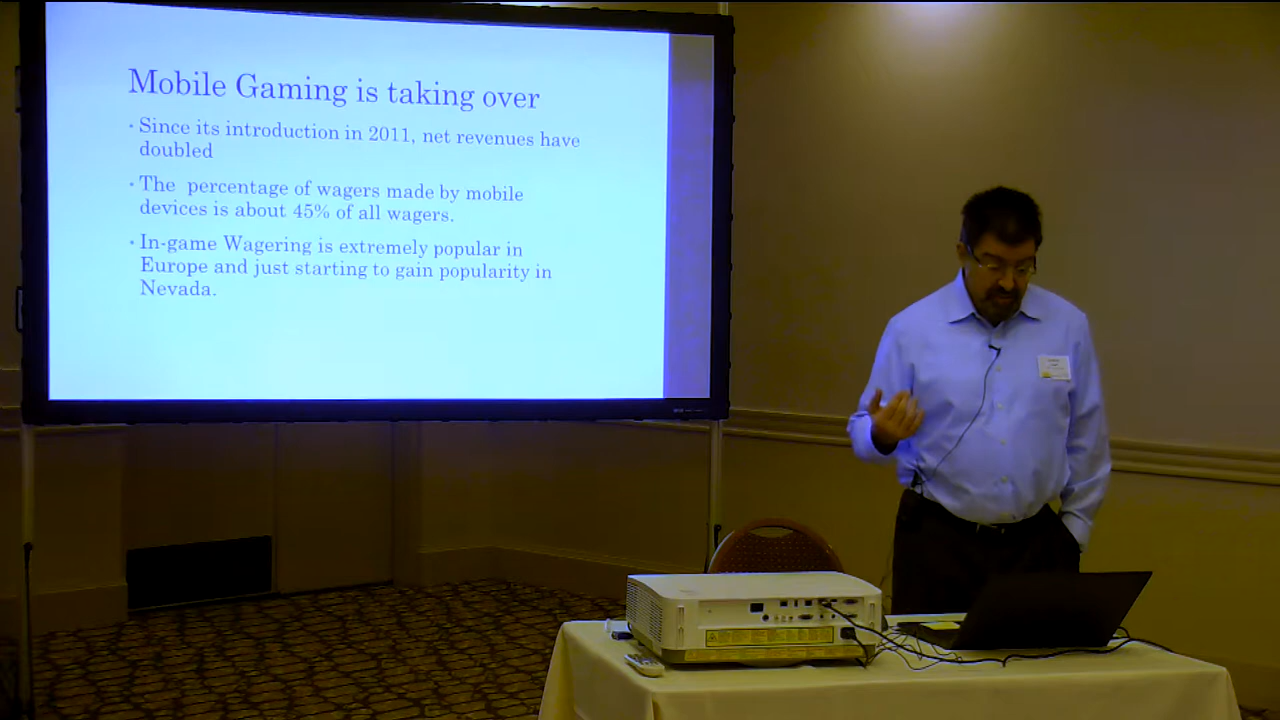 Mobile Gaming is taking over
• Since its introduction in 2011, net revenues have
doubled
• The percentage of wagers made by mobile
devices is about 45% of all wagers.
• In-game Wagering is extremely popular in
Europe and just starting to gain popularity in
Nevada.